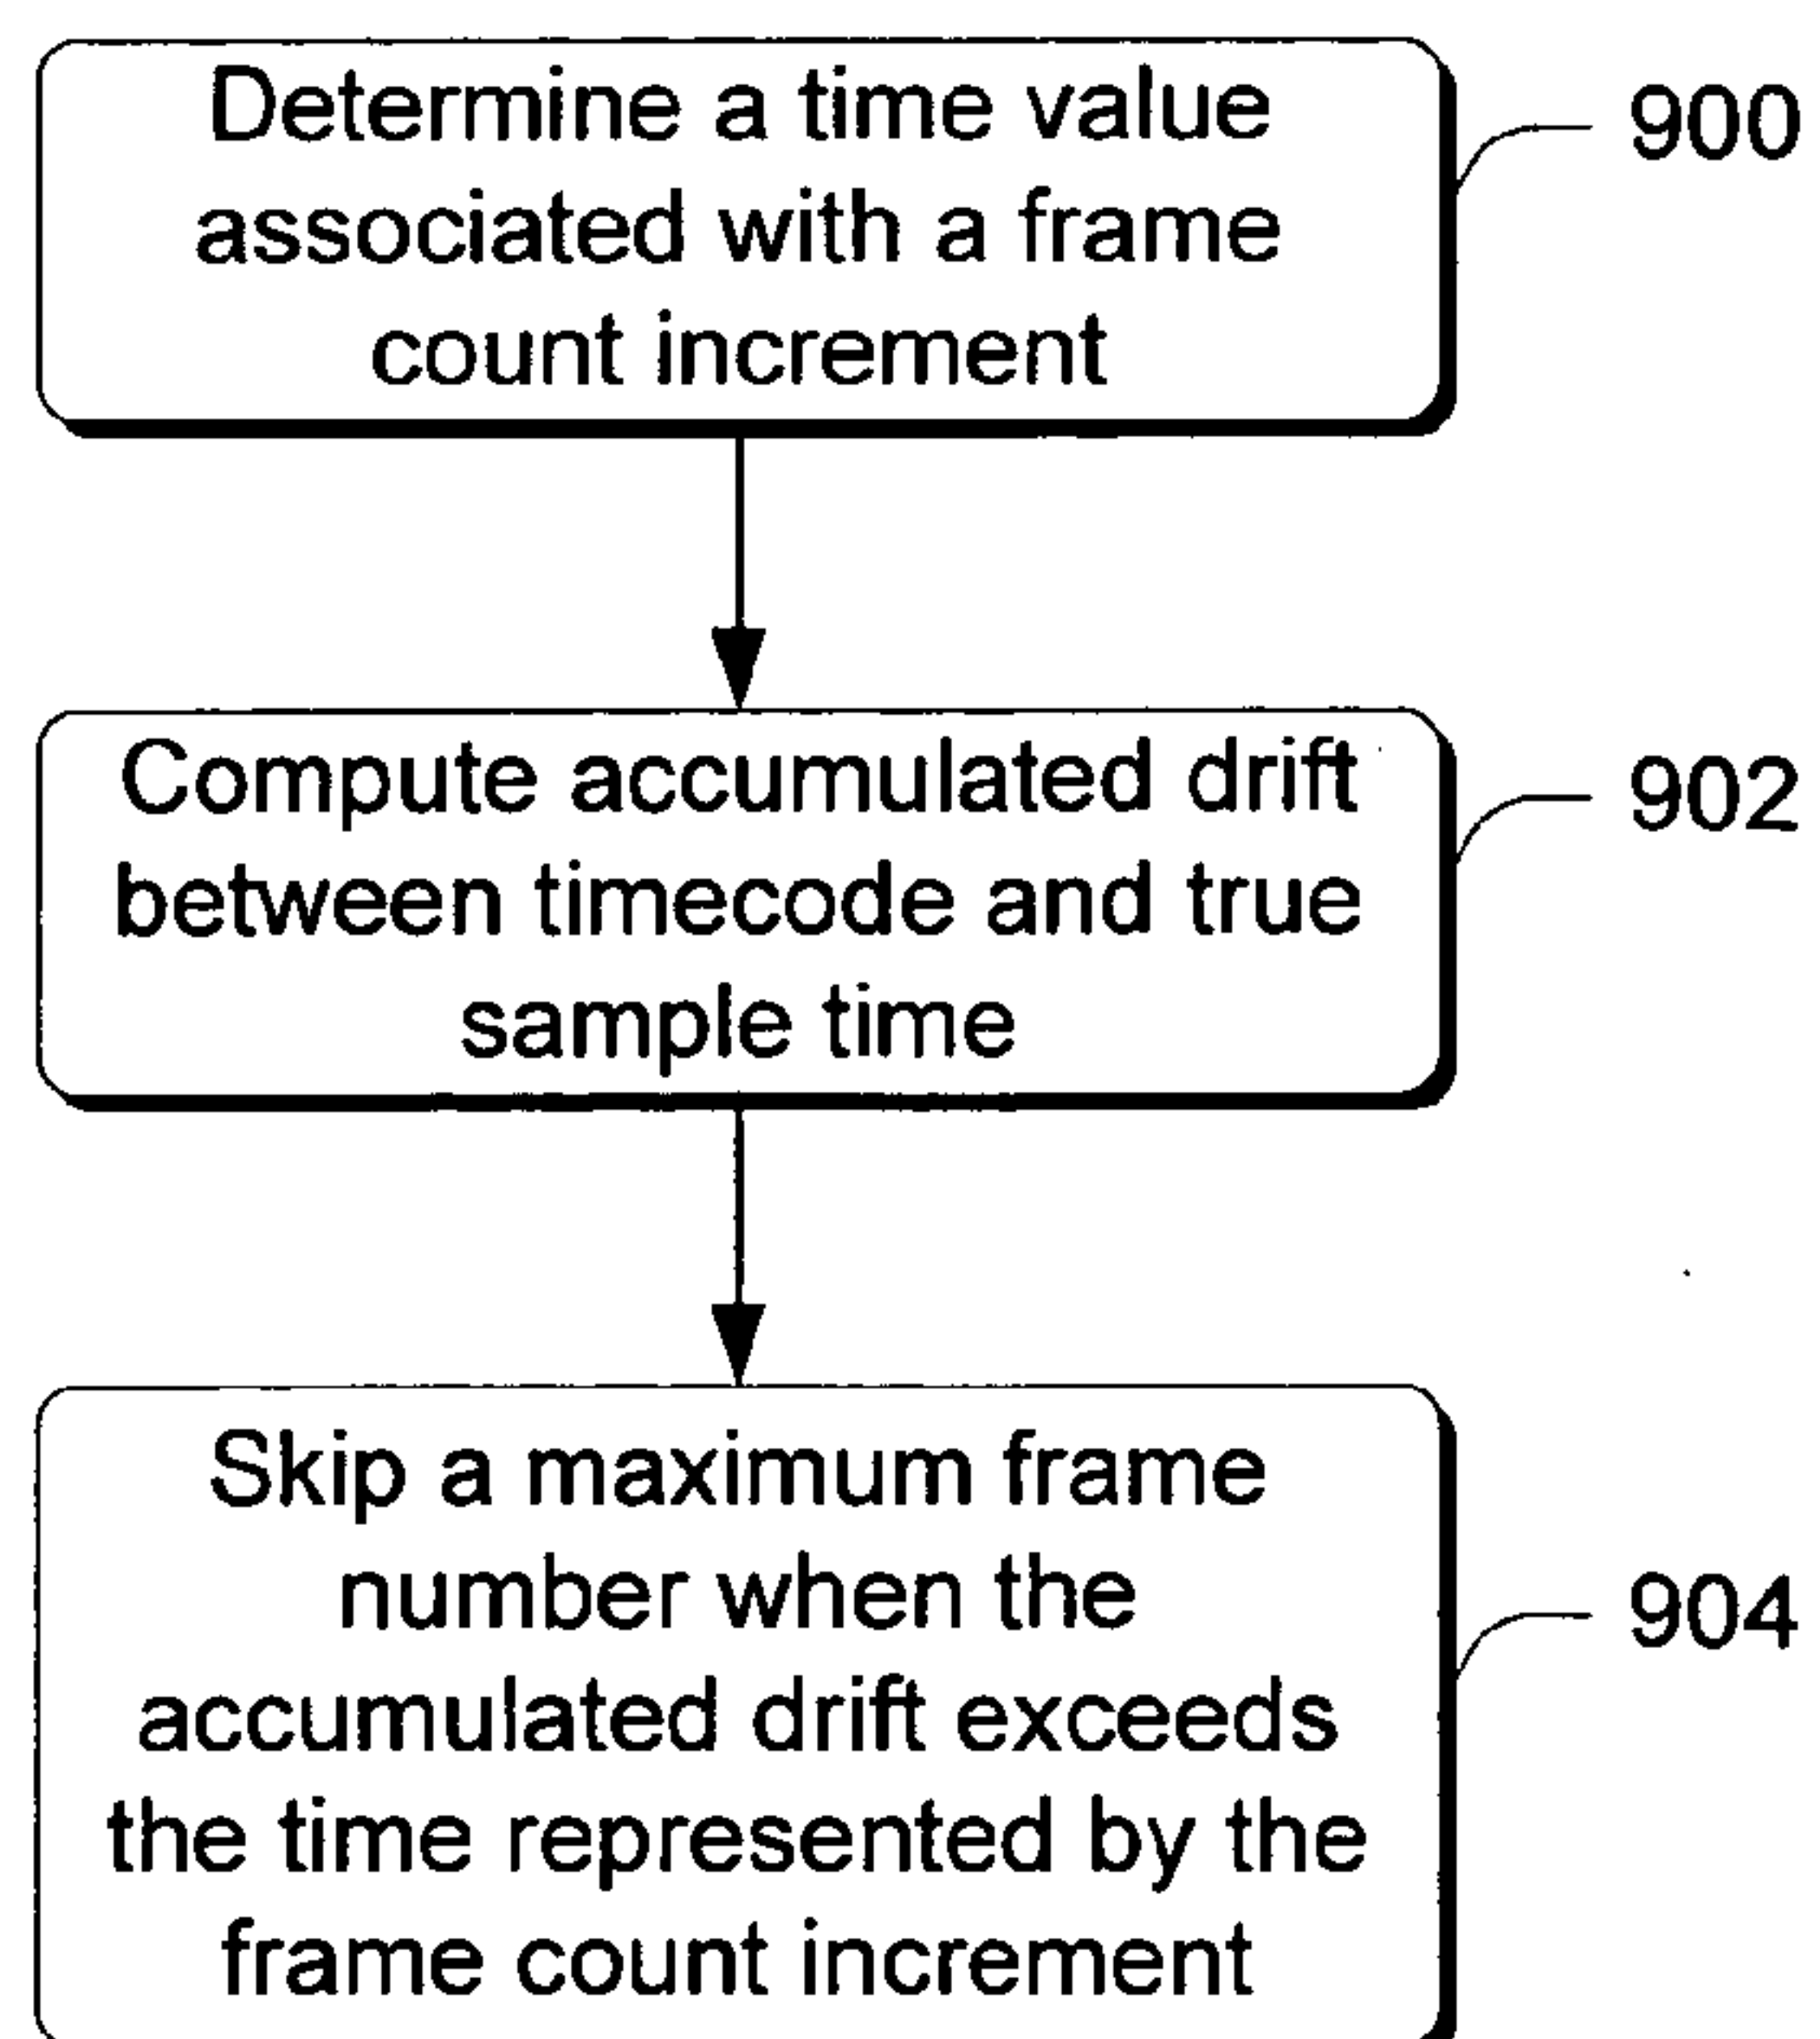 Determine a time value
associated with a frame
count increment
900
Compute accumulated drift
between timecode and true
sample time
902
Skip a maximum frame
number when the
accumulated drift exceeds
the time represented by the
frame count increment
904